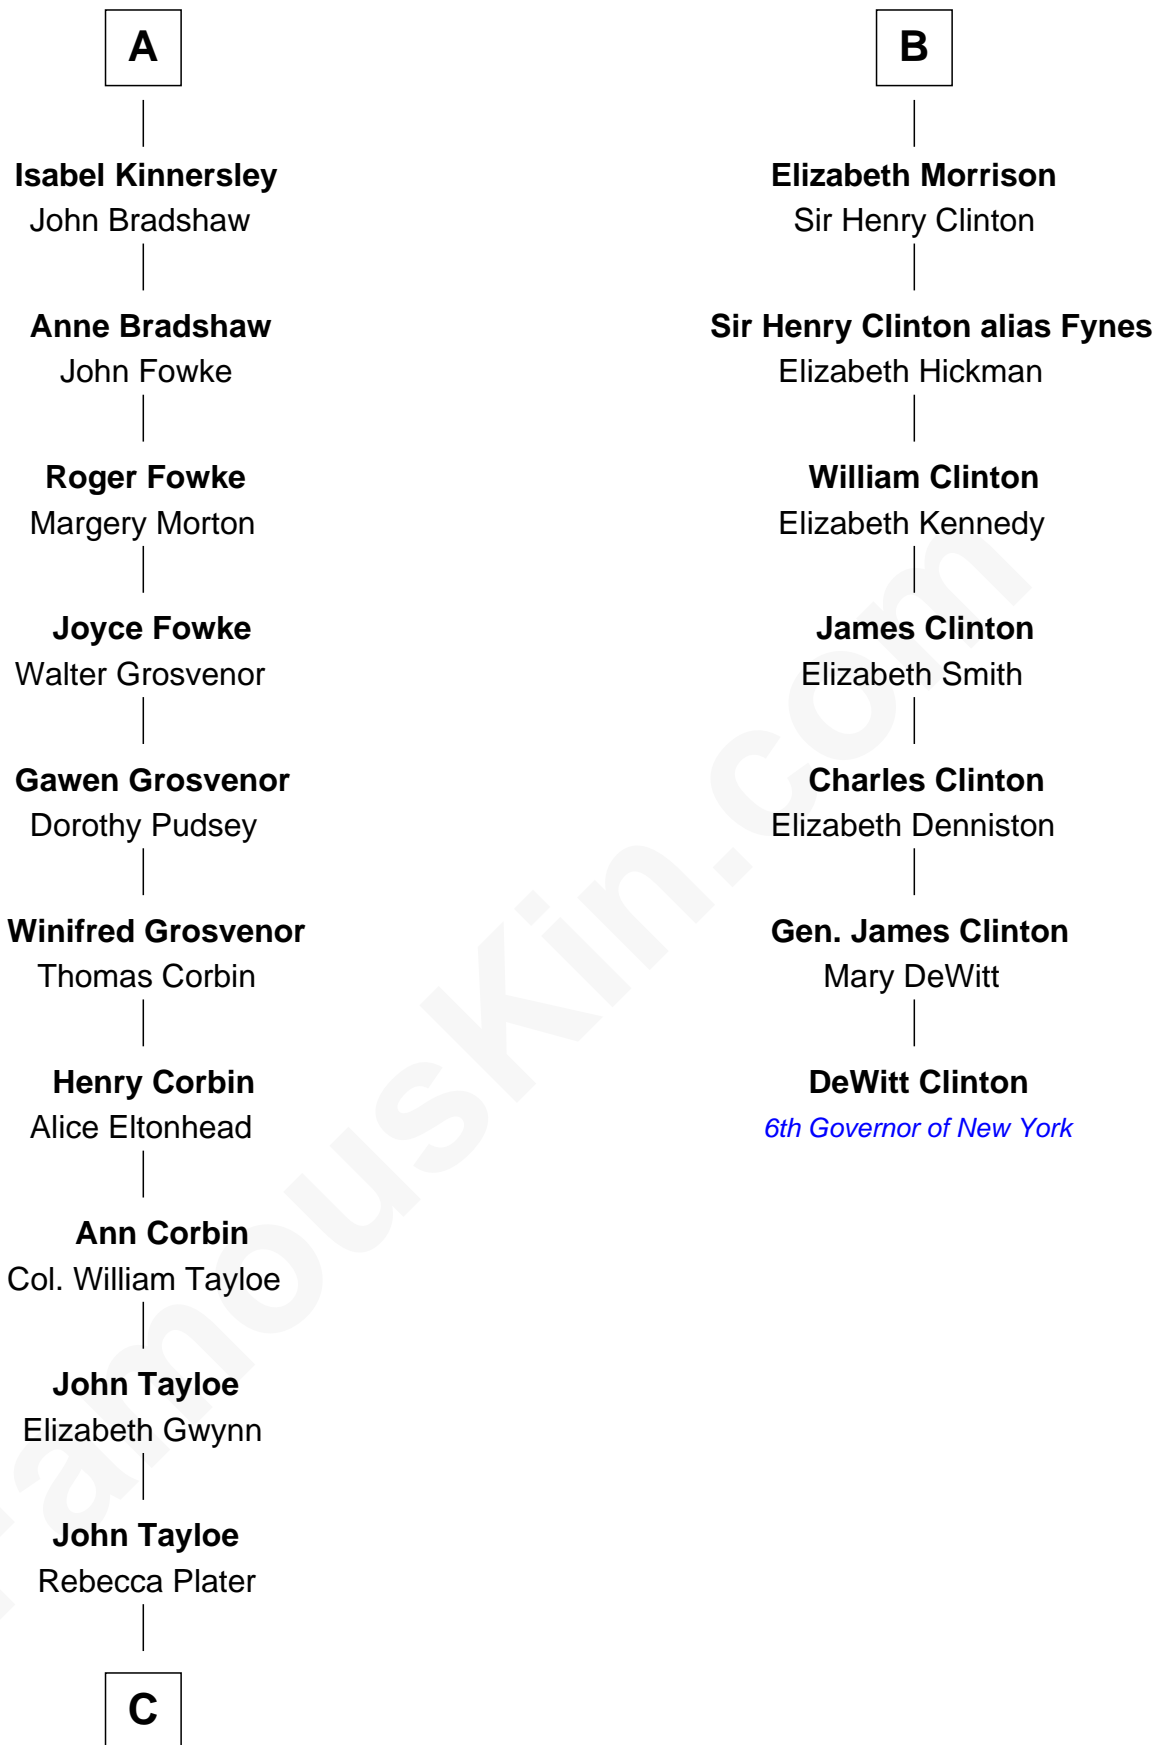 A
Isabel Kinnersley
John Bradshaw
Anne Bradshaw
John Fowke
Roger Fowke
Margery Morton
Joyce Fowke
Walter Grosvenor
Gawen Grosvenor
Dorothy Pudsey
Winifred Grosvenor
Thomas Corbin
Henry Corbin
Alice Eltonhead
Ann Corbin
Col. William Tayloe
John Tayloe
Elizabeth Gwynn
John Tayloe
Rebecca Plater
C
B
Elizabeth Morrison
Sir Henry Clinton
Sir Henry Clinton alias Fynes
Elizabeth Hickman
William Clinton
Elizabeth Kennedy
James Clinton
Elizabeth Smith
Charles Clinton
Elizabeth Denniston
Gen. James Clinton
Mary DeWitt
DeWitt Clinton
6th Governor of New York
FamousKin.com